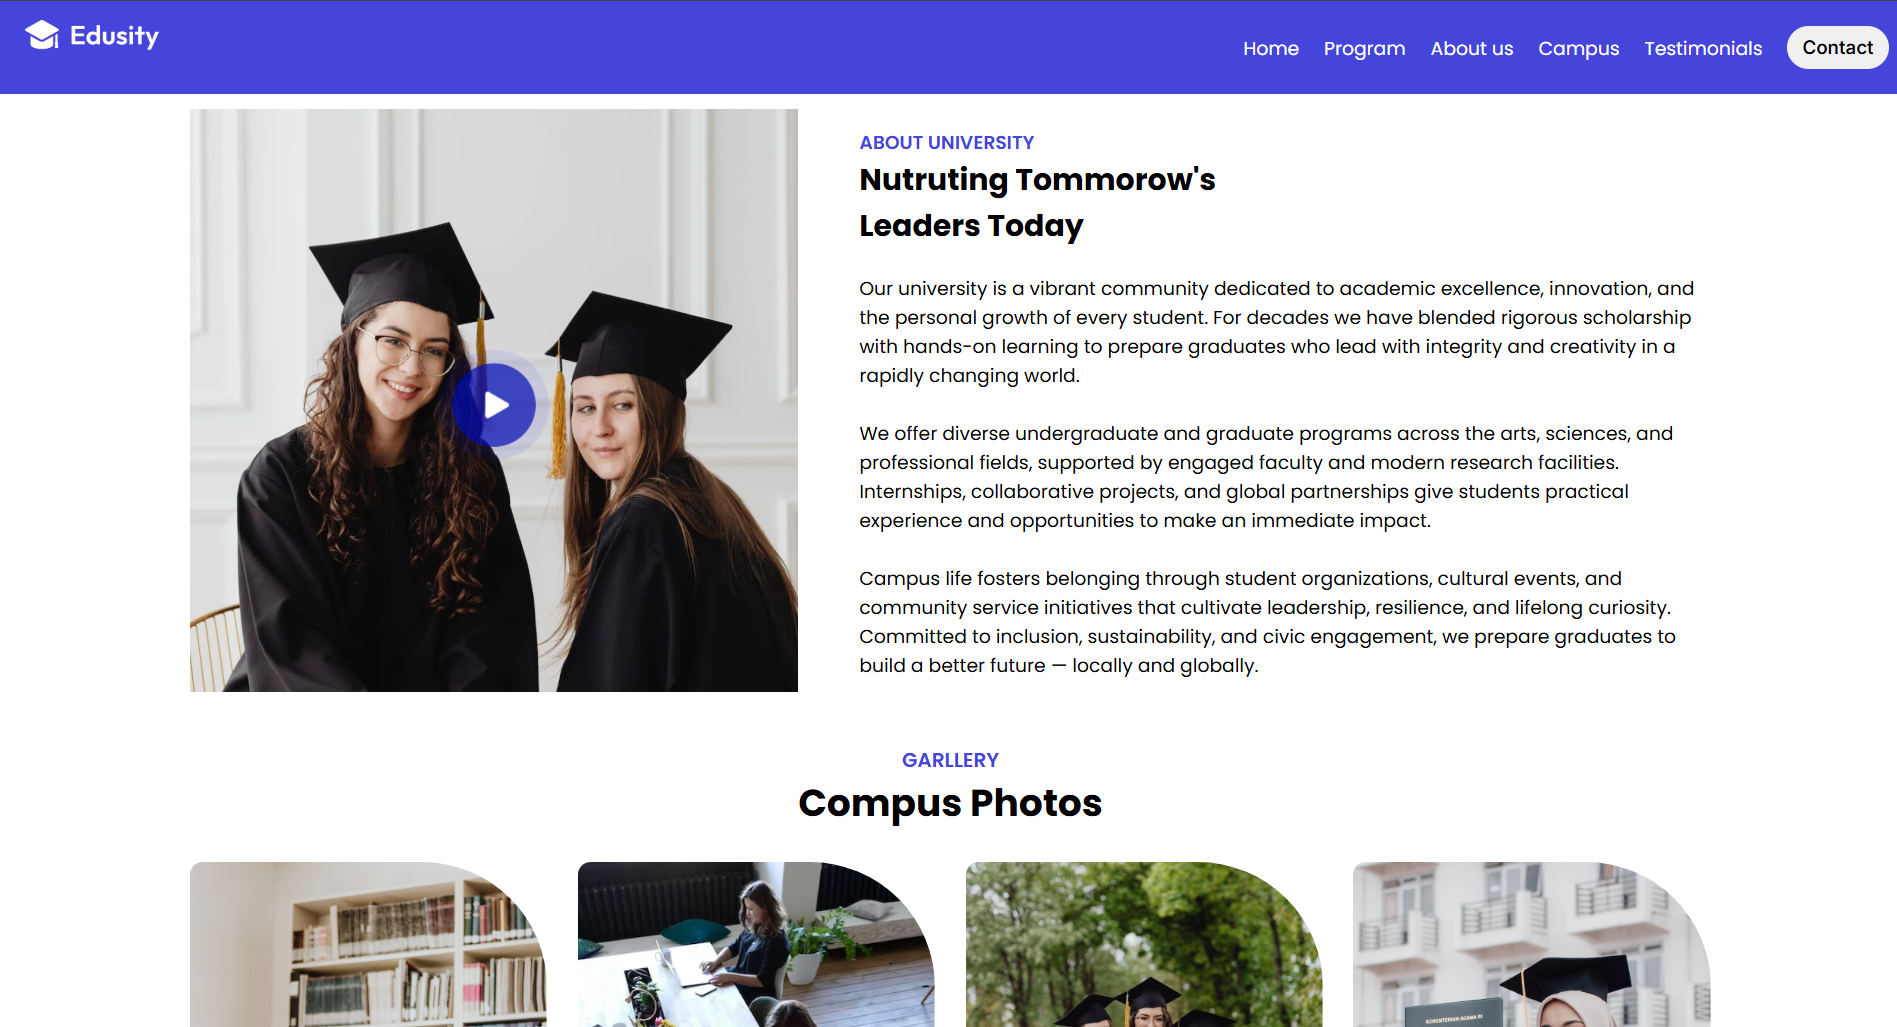 Edusity
Home Program About us Campus Testimonials Contact
ABOUT UNIVERSITY
Nutruting Tommorow's
Leaders Today
Our university is a vibrant community dedicated to academic excellence, innovation, and
the personal growth of every student. For decades we have blended rigorous scholarship
with hands-on learning to prepare graduates who lead with integrity and creativity in a
rapidly changing world.
We offer diverse undergraduate and graduate programs across the arts, sciences, and
professional fields, supported by engaged faculty and modern research facilities.
Internships, collaborative projects, and global partnerships give students practical
experience and opportunities to make an immediate impact.
Campus life fosters belonging through student organizations, cultural events, and
community service initiatives that cultivate leadership, resilience, and lifelong curiosity.
Committed to inclusion, sustainability, and civic engagement, we prepare graduates to
build a better future — locally and globally.
GARLLERY
Compus Photos
KEMENTERIAN AGAMA RI